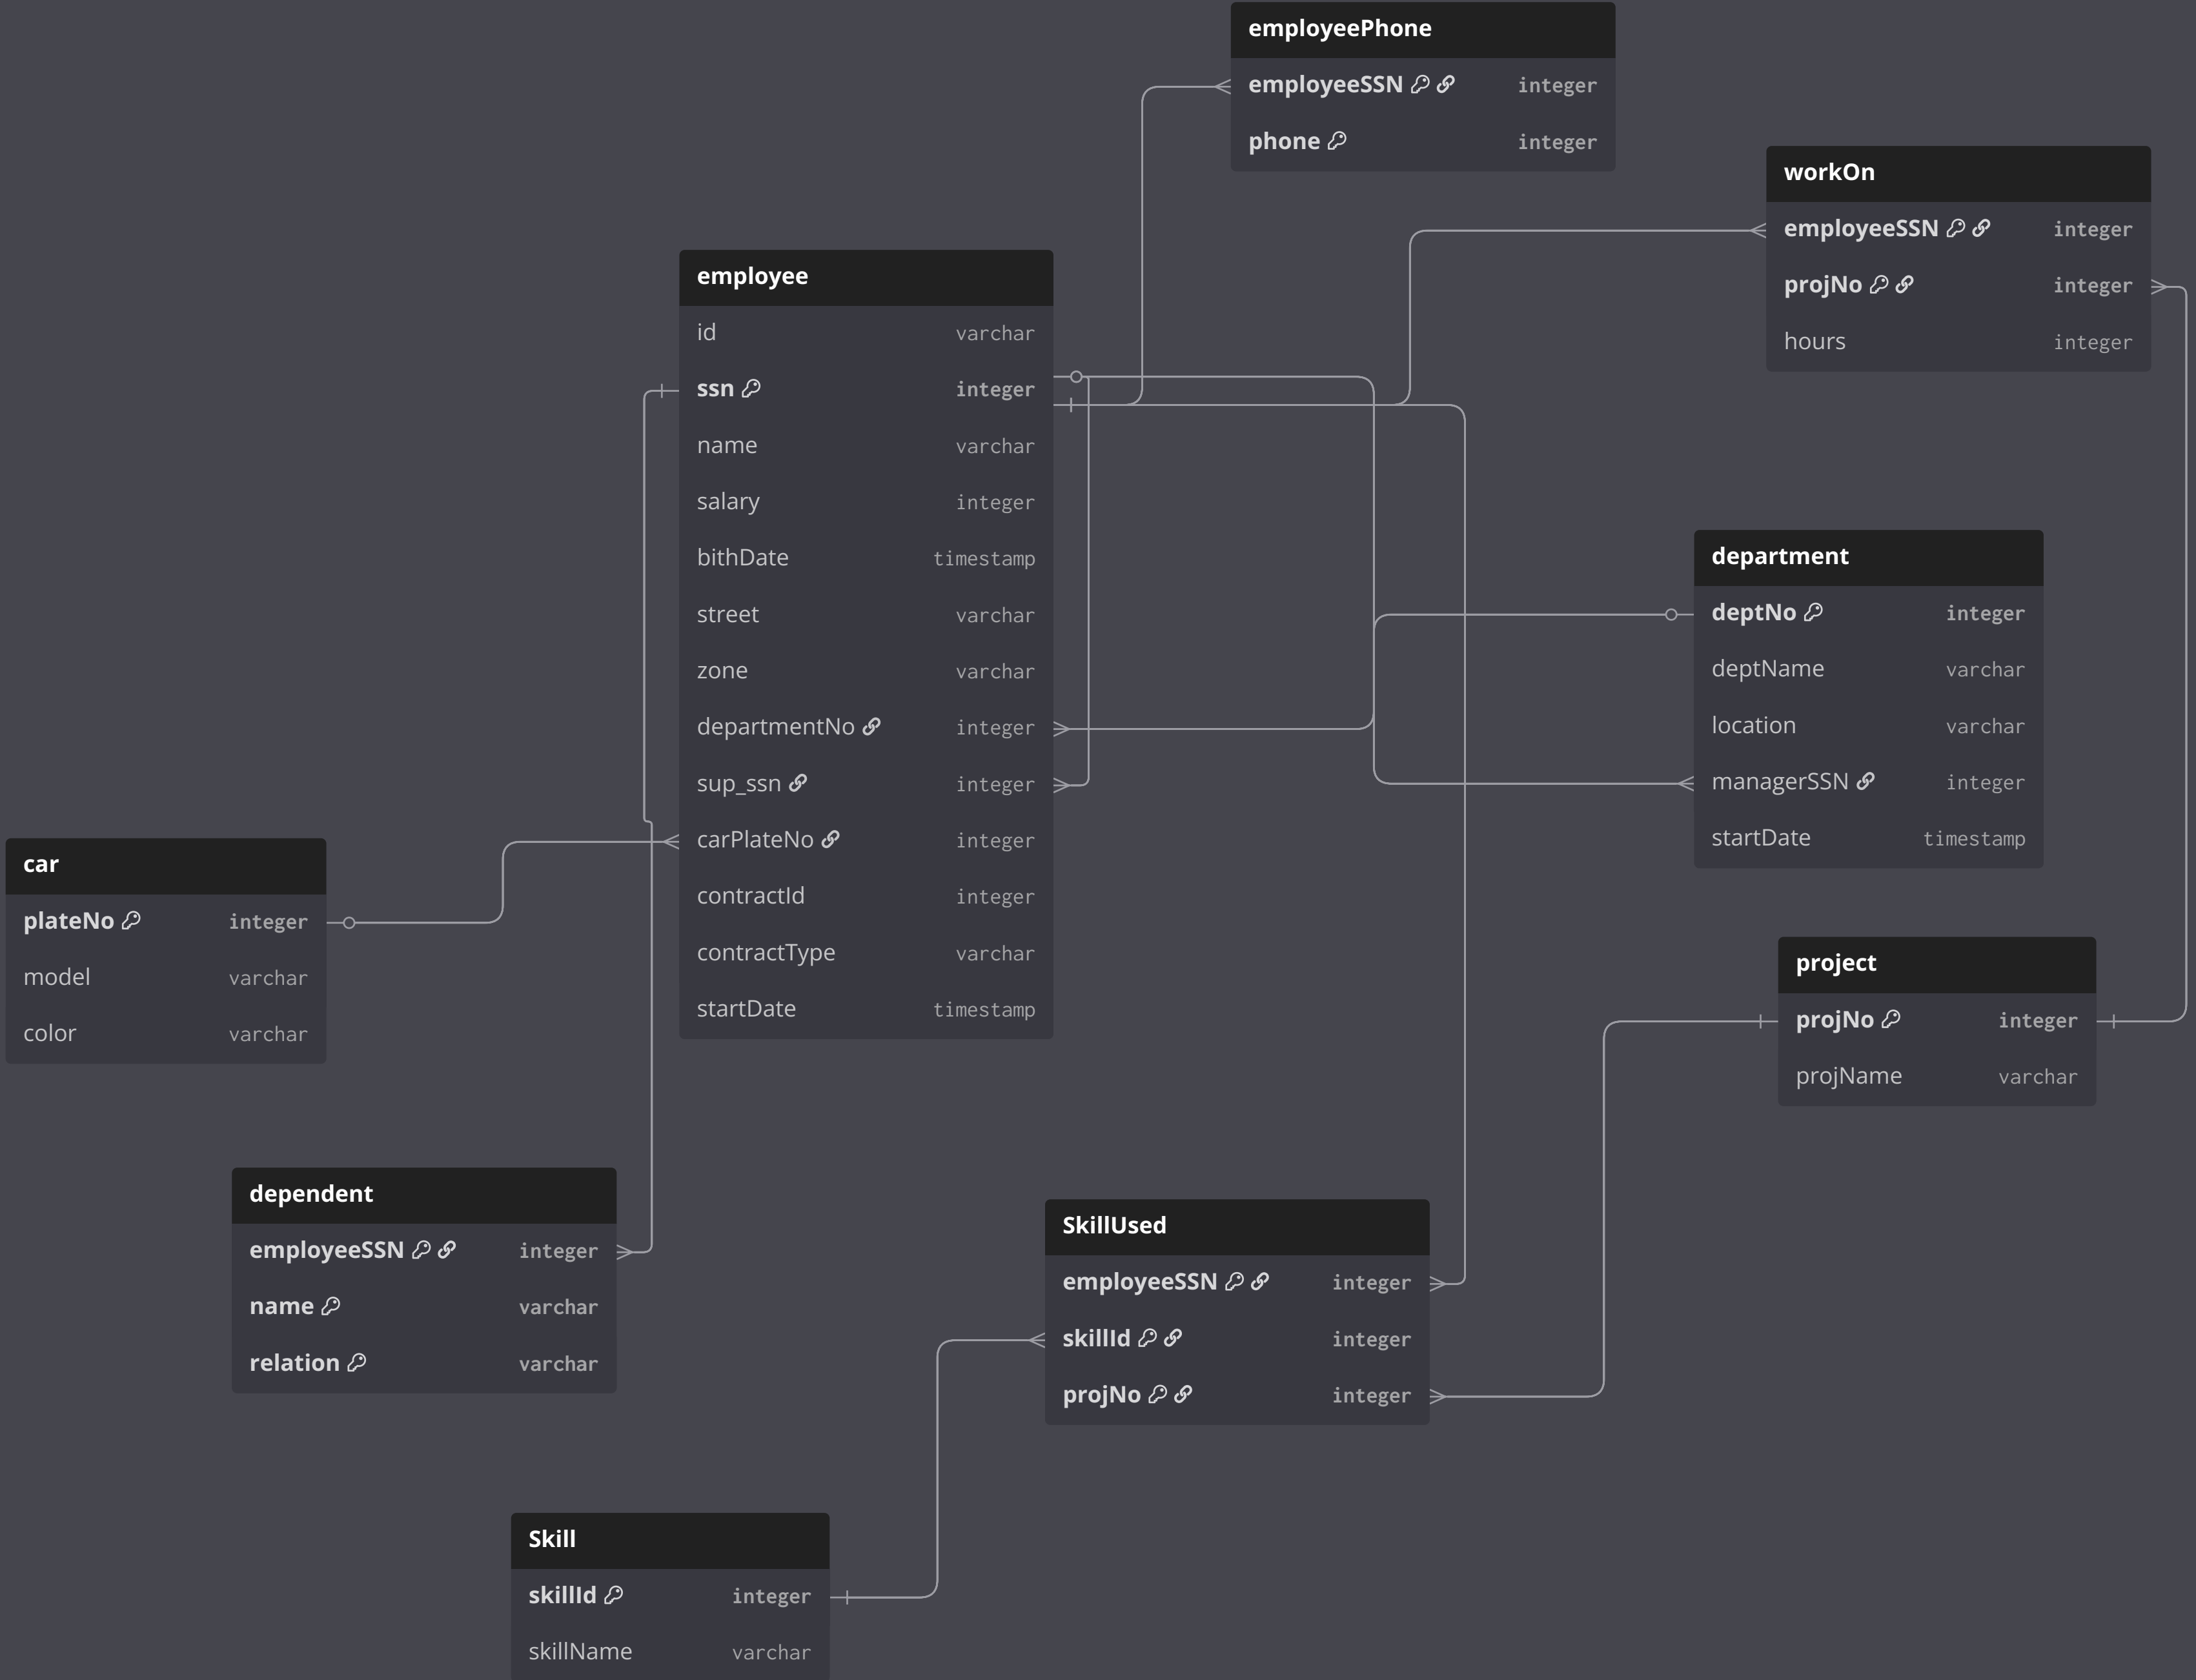 employeePhone
employeeSSN integer
phone integer
workOn
employeeSSN integer
projNo integer
hours integer
employee
id varchar
ssn integer
name varchar
salary integer
bithDate timestamp
street varchar
zone varchar
departmentNo integer
sup_ssn integer
carPlateNo integer
contractId integer
contractType varchar
startDate timestamp
department
deptNo integer
deptName varchar
location varchar
managerSSN integer
startDate timestamp
car
plateNo integer
model varchar
color varchar
project
projNo integer
projName varchar
dependent
employeeSSN integer
name varchar
relation varchar
SkillUsed
employeeSSN integer
skillId integer
projNo integer
Skill
skillId integer
skillName varchar